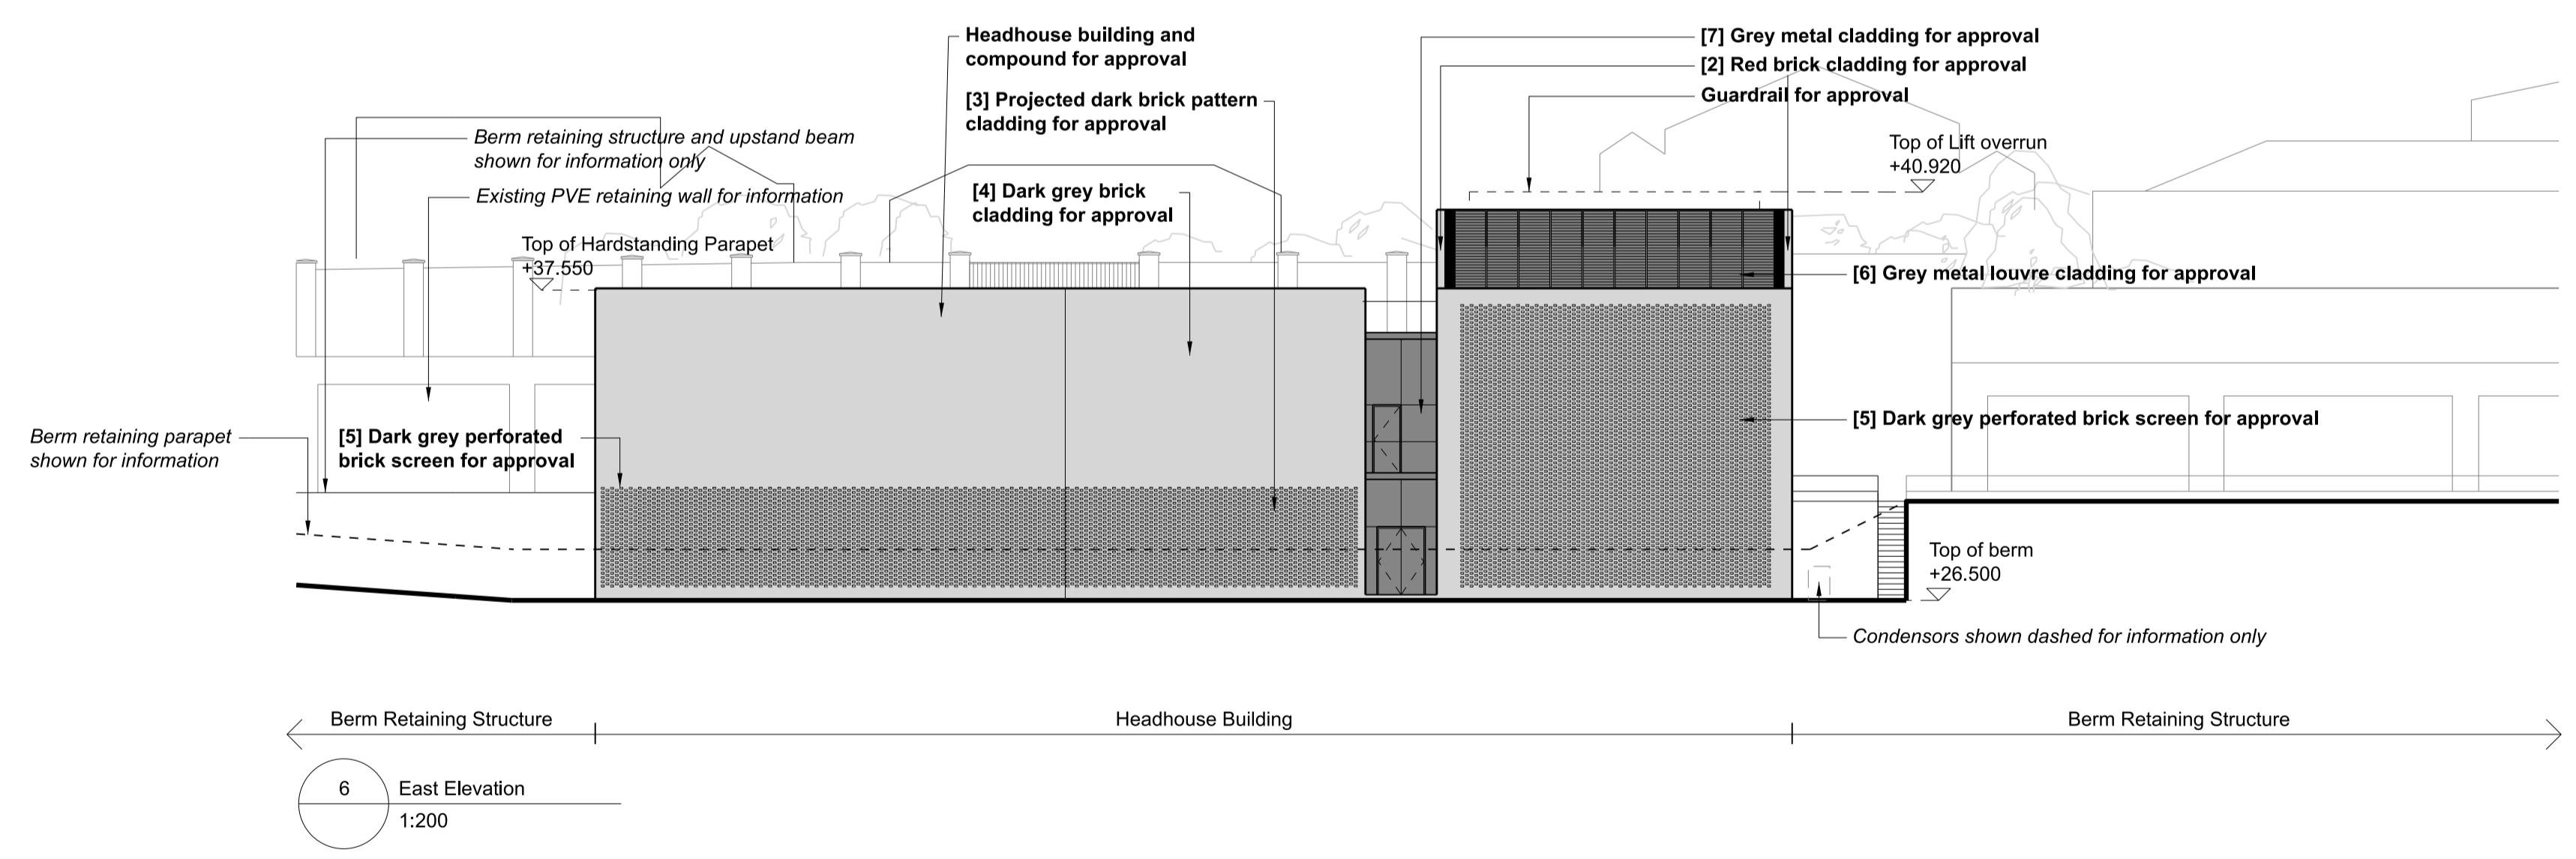 Headhouse building and
compound for approval
[3] Projected dark brick pattern
cladding for approval
[4] Dark grey brick
cladding for approval
[7] Grey metal cladding for approval
[2] Red brick cladding for approval
Guardrail for approval
Top of Lift overrun
+40.920
Berm retaining structure and upstand beam
shown for information only
Existing PVE retaining wall for information
Top of Hardstanding Parapet
+37.550
[6] Grey metal louvre cladding for approval
[5] Dark grey perforated brick screen for approval
Berm retaining parapet
shown for information
[5] Dark grey perforated
brick screen for approval
Top of berm
+26.500
Condensors shown dashed for information only
Berm Retaining Structure
Headhouse Building
Berm Retaining Structure
6
East Elevation
1:200